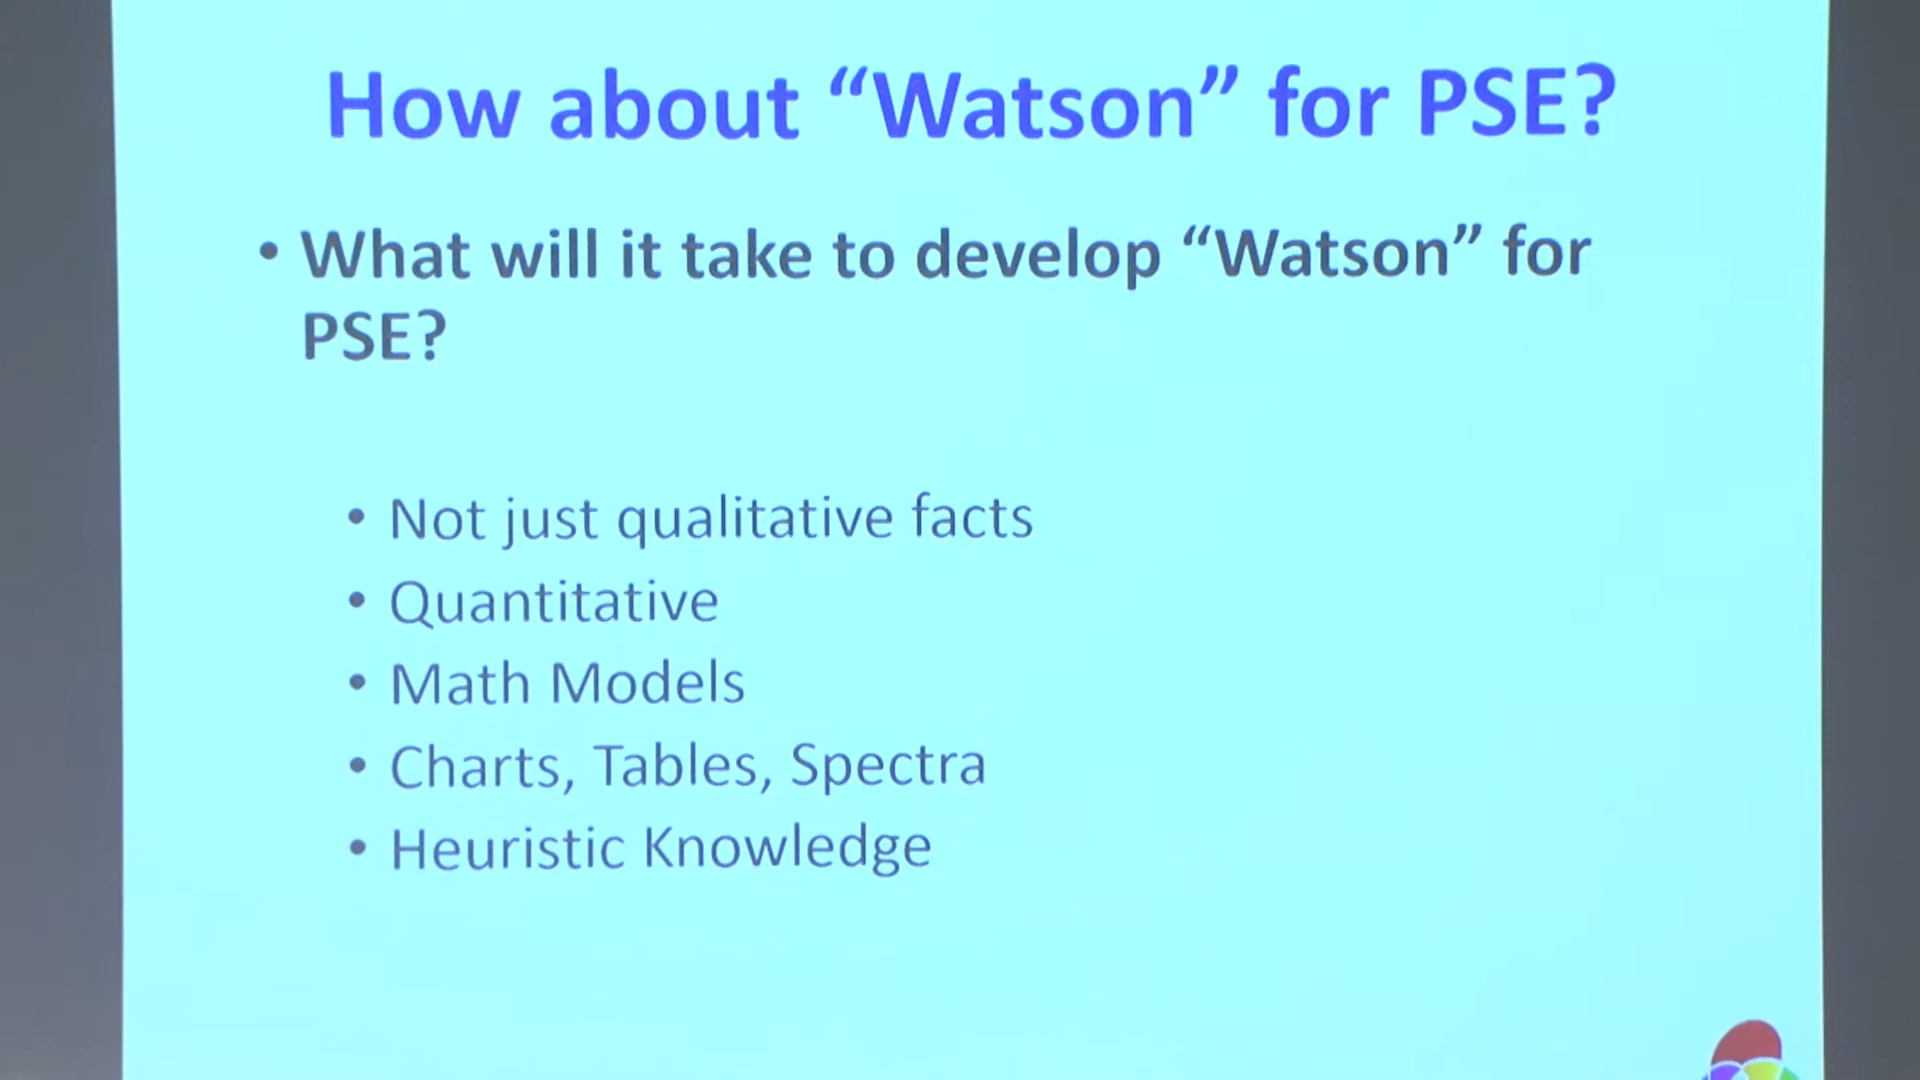 How about “Watson” for PSE?
• What will it take to develop “Watson” for
PSE?
• Not just qualitative facts
• Quantitative
• Math Models
• Charts, Tables, Spectra
• Heuristic Knowledge